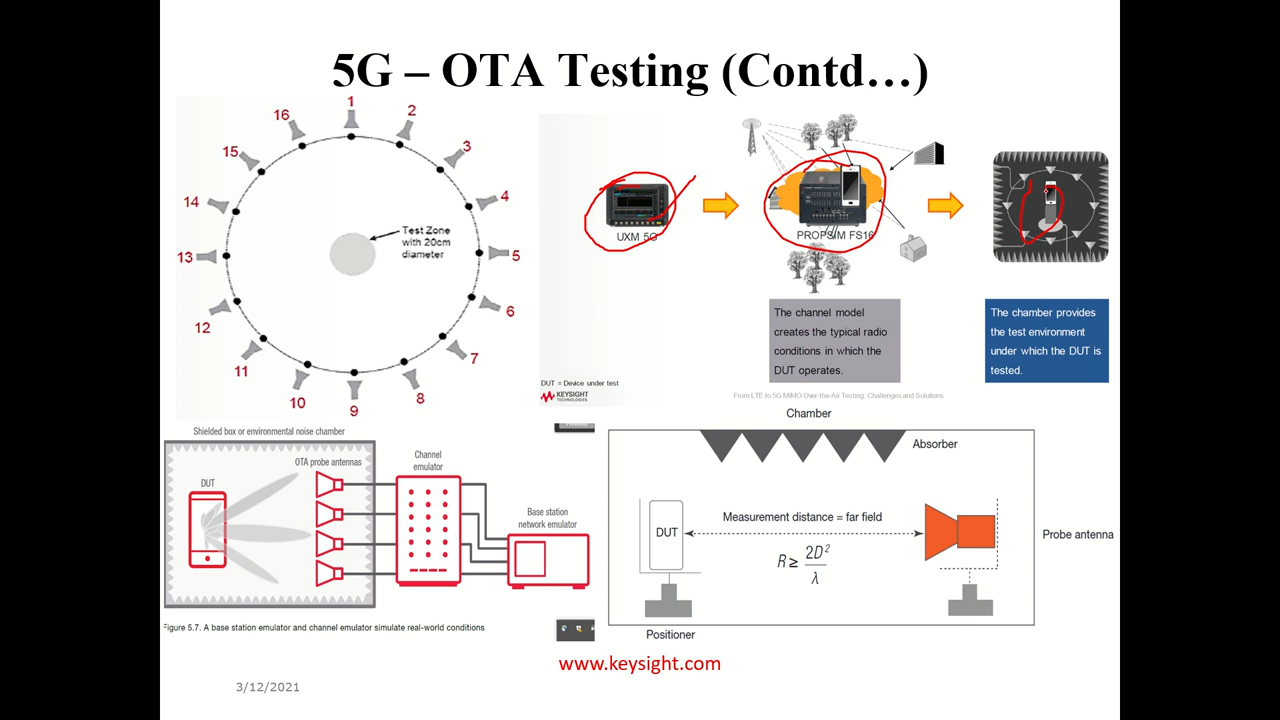 5G – OTA Testing (Contd…)
1
2
3
4
5
6
7
8
9
10
11
12
13
14
15
16
Test Zone
with 20cm
diameter
UXM 5G
PROPSIM FS16
The channel model
creates the typical radio
conditions in which the
DUT operates.
The chamber provides
the test environment
under which the DUT is
tested.
DUT = Device under test
KEYSIGHT
TECHNOLOGIES
From LTE to 5G MIMO Over-the-Air Testing: Challenges and Solutions
Shielded box or environmental noise chamber
OTA probe antennas
DUT
Channel
emulator
Base station
network emulator
Figure 5.7. A base station emulator and channel emulator simulate real-world conditions
Chamber
Absorber
DUT
Measurement distance = far field
R ≥ 2D²/λ
Probe antenna
Positioner
www.keysight.com
3/12/2021